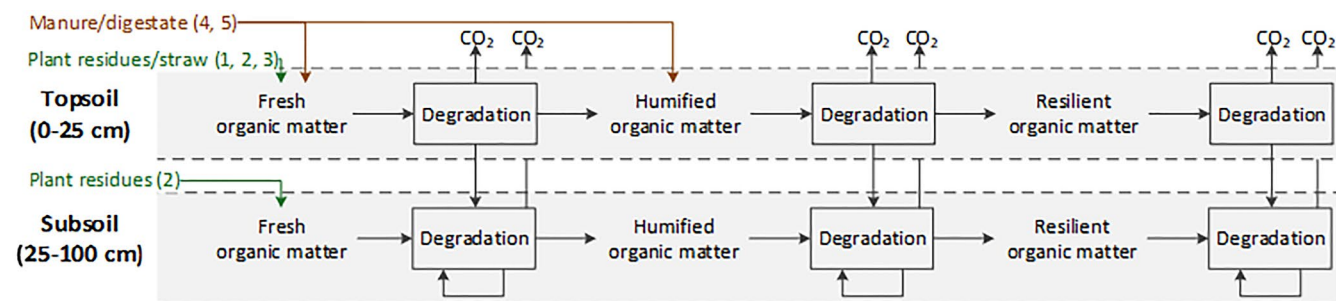 Manure/digestate (4, 5)
CO₂ CO₂ CO₂ CO₂ CO₂ CO₂
Plant residues/straw (1, 2, 3)
Topsoil
(0-25 cm)
Fresh
organic matter
Degradation
Humified
organic matter
Degradation
Resilient
organic matter
Degradation
Plant residues (2)
Subsoil
(25-100 cm)
Fresh
organic matter
Degradation
Humified
organic matter
Degradation
Resilient
organic matter
Degradation